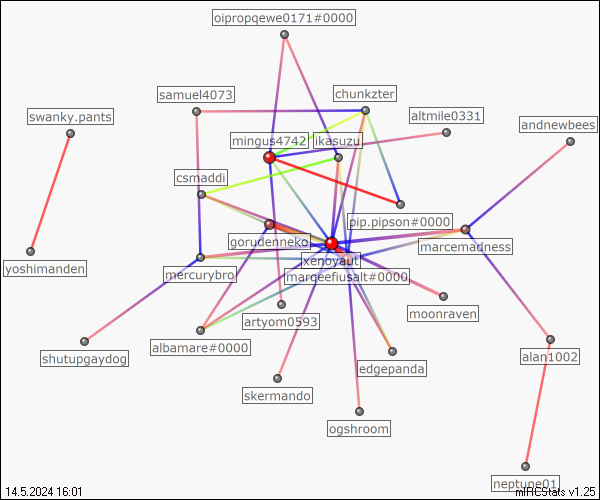 oipropqewe0171#0000
samuel4073
chunkzter
swanky.pants
altmile0331
andnewbees
mingus4742
ikasuzu
csmaddi
pip.pipson#0000
gorudenneko
marcemadness
xenoyaut
yoshimanden
mercurybro
marqeefiusalt#0000
moonraven
artyom0593
shutupgaydog
albamare#0000
alan1002
edgepanda
skermando
ogshroom
neptune01
14.5.2024 16:01
mIRCStats v1.25